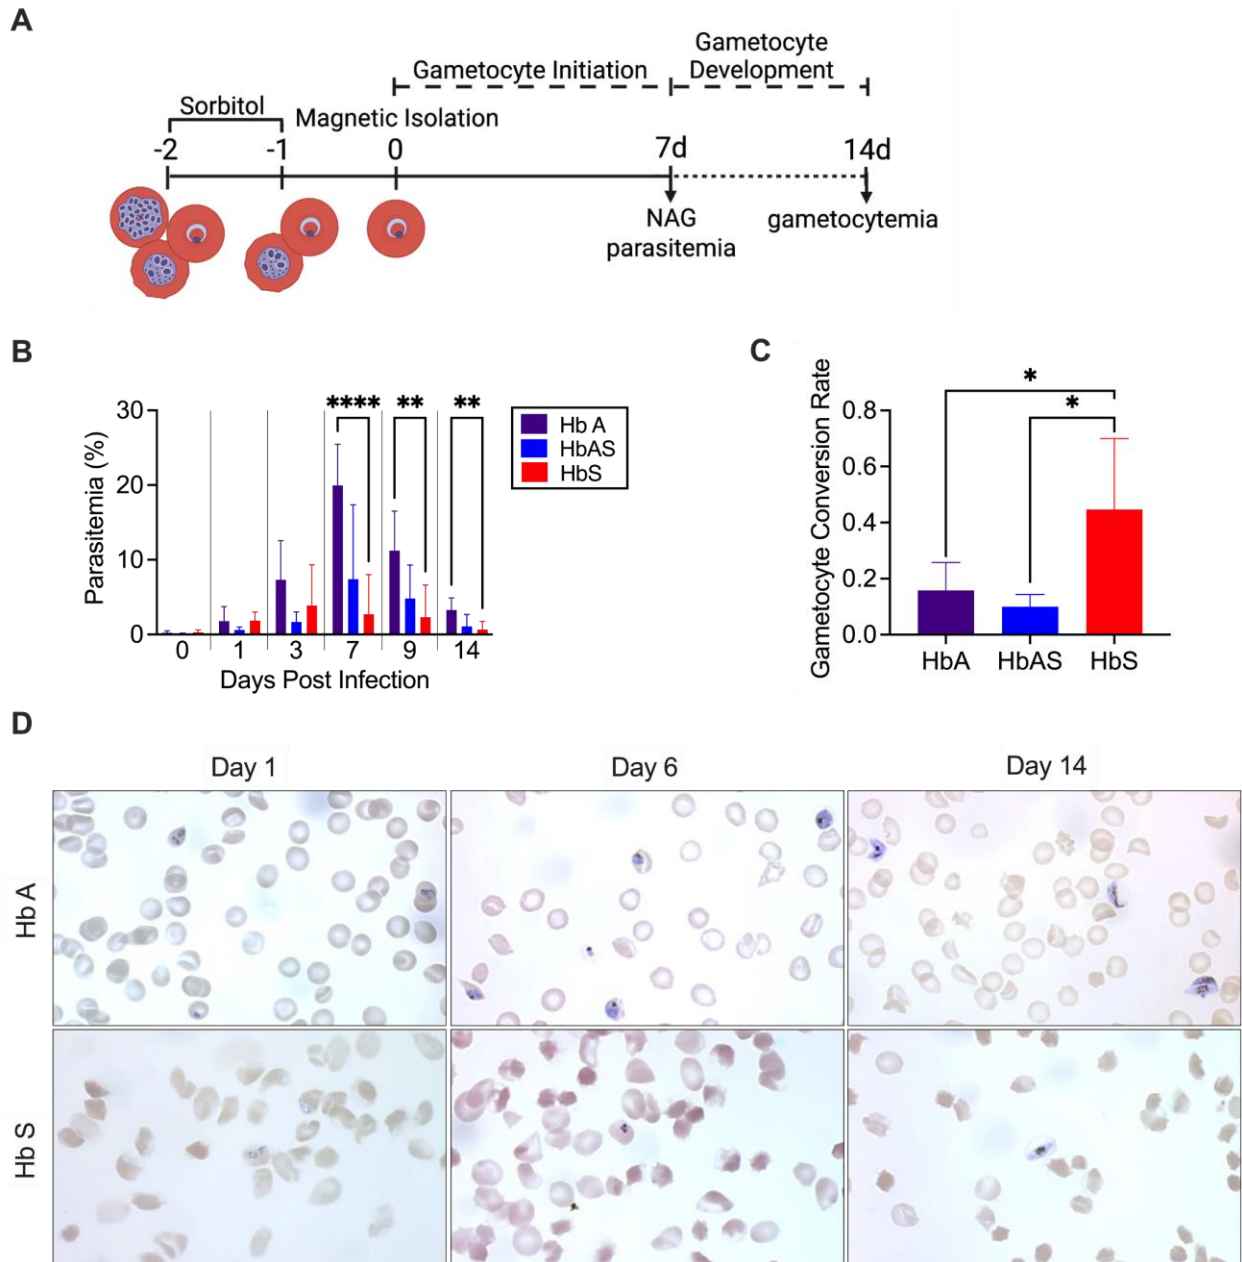 A
Gametocyte Initiation
Gametocyte
Development
Sorbitol
Magnetic Isolation
-2
-1
0
7d
14d
NAG
parasitemia
gametocytemia
B
Parasitemia (%)
30
20
10
0
**** ** **
Hb A
HbAS
HbS
0 1 3 7 9 14
Days Post Infection
C
Gametocyte Conversion Rate
0.8
0.6
0.4
0.2
0.0
*
*
HbA HbAS HbS
D
Day 1 Day 6 Day 14
Hb A
Hb S